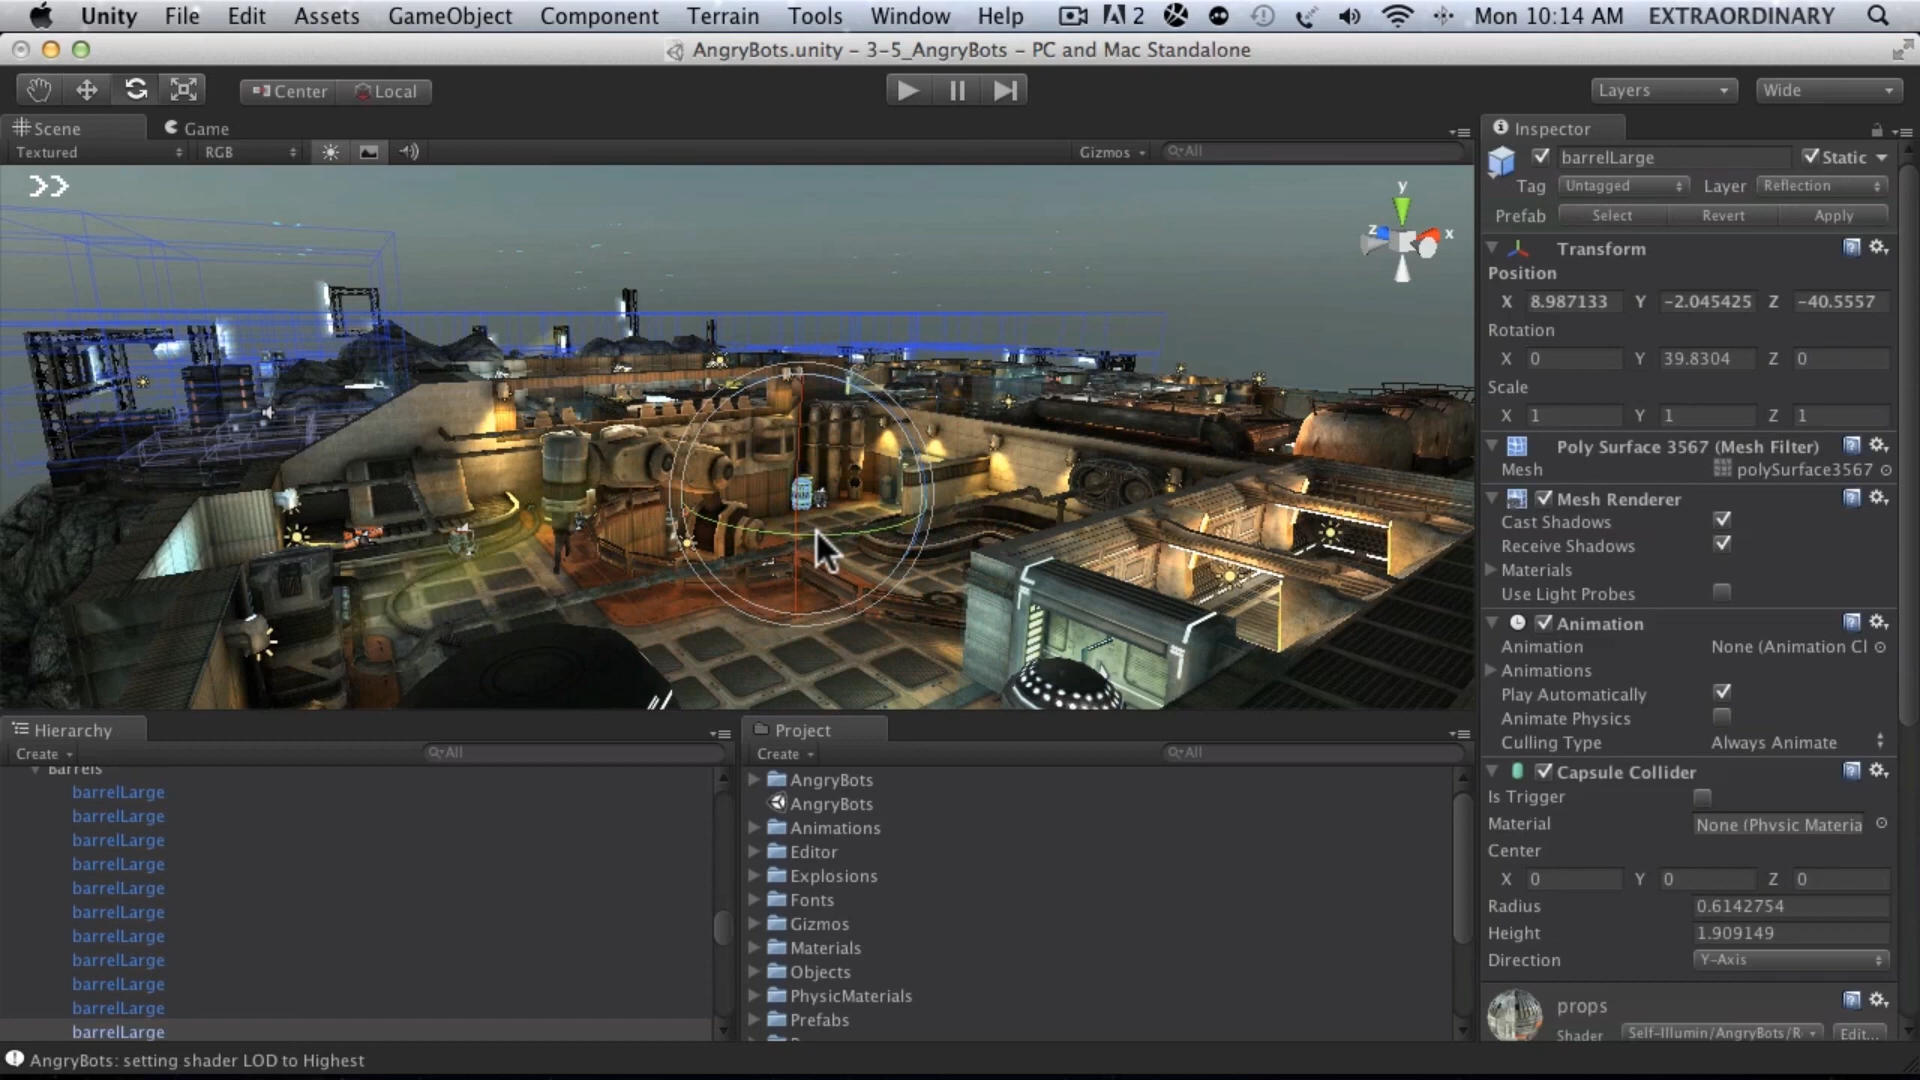 Unity File Edit Assets GameObject Component Terrain Tools Window Help 2 Mon 10:14 AM EXTRAORDINARY
AngryBots.unity – 3-5_AngryBots – PC and Mac Standalone
Center Local Layers Wide
Scene Game
Textured RGB Gizmos All
y
z x
Inspector
barrelLarge Static
Tag Untagged Layer Reflection
Prefab Select Revert Apply
Transform
Position
X 8.987133 Y -2.045425 Z -40.5557
Rotation
X 0 Y 39.8304 Z 0
Scale
X 1 Y 1 Z 1
Poly Surface 3567 (Mesh Filter)
Mesh polySurface3567
Mesh Renderer
Cast Shadows
Receive Shadows
Materials
Use Light Probes
Animation
Animation None (Animation Cl
Animations
Play Automatically
Animate Physics
Culling Type Always Animate
Capsule Collider
Is Trigger
Material None (Physic Materia
Center
X 0 Y 0 Z 0
Radius 0.6142754
Height 1.909149
Direction Y-Axis
props
Shader Self-Illumin/AngryBots/R Edit...
Hierarchy
Create All
Barrels
barrelLarge
barrelLarge
barrelLarge
barrelLarge
barrelLarge
barrelLarge
barrelLarge
barrelLarge
barrelLarge
barrelLarge
barrelLarge
Project
Create All
AngryBots
AngryBots
Animations
Editor
Explosions
Fonts
Gizmos
Materials
Objects
PhysicMaterials
Prefabs
AngryBots: setting shader LOD to Highest